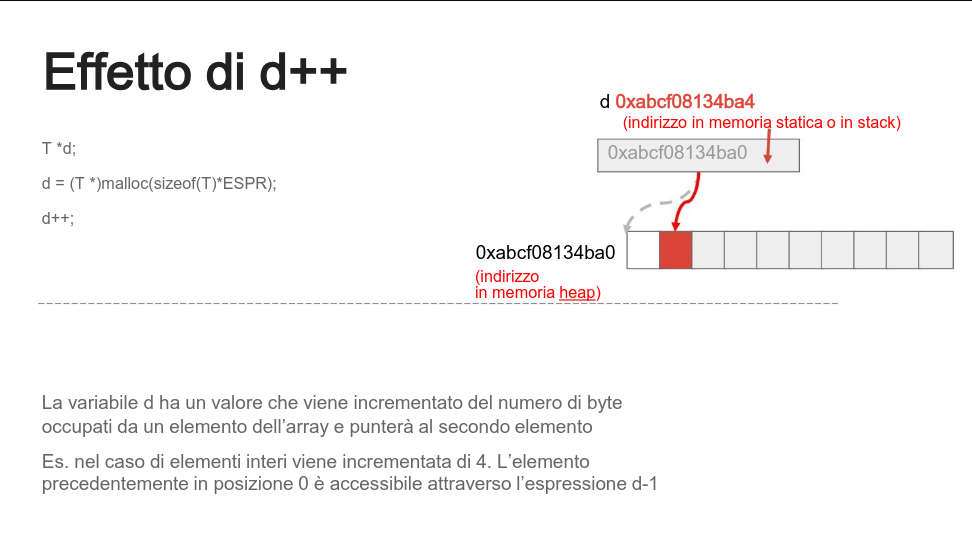 Effetto di d++
d 0xabcf08134ba4
(indirizzo in memoria statica o in stack)
T *d;
0xabcf08134ba0
d = (T *)malloc(sizeof(T)*ESPR);
d++;
0xabcf08134ba0
(indirizzo
in memoria heap)
La variabile d ha un valore che viene incrementato del numero di byte
occupati da un elemento dell’array e punterà al secondo elemento
Es. nel caso di elementi interi viene incrementata di 4. L’elemento
precedentemente in posizione 0 è accessibile attraverso l’espressione d-1